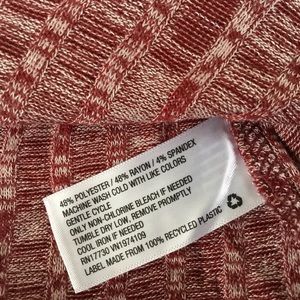 48% POLYESTER / 48% RAYON / 4% SPANDEX
MACHINE WASH COLD WITH LIKE COLORS
GENTLE CYCLE
ONLY NON-CHLORINE BLEACH IF NEEDED
TUMBLE DRY LOW, REMOVE PROMPTLY
COOL IRON IF NEEDED
RN17730 VN1974109
LABEL MADE FROM 100% RECYCLED PLASTIC